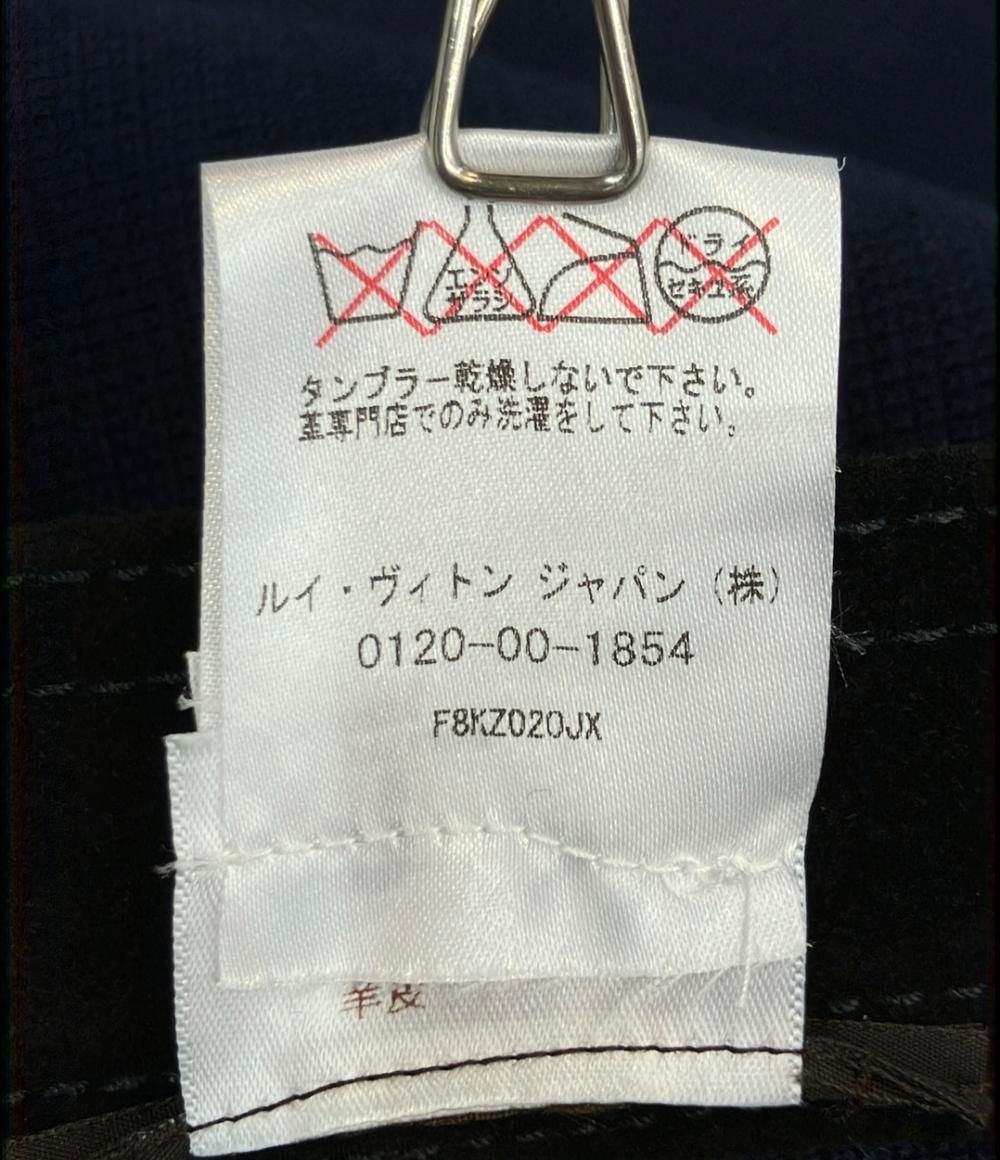 エンソ
サラシ
ドライ
セキユ系
タンブラー乾燥しないで下さい。
革専門店でのみ洗濯をして下さい。
ルイ・ヴィトン ジャパン (株)
0120-00-1854
F8KZ020JX
羊皮